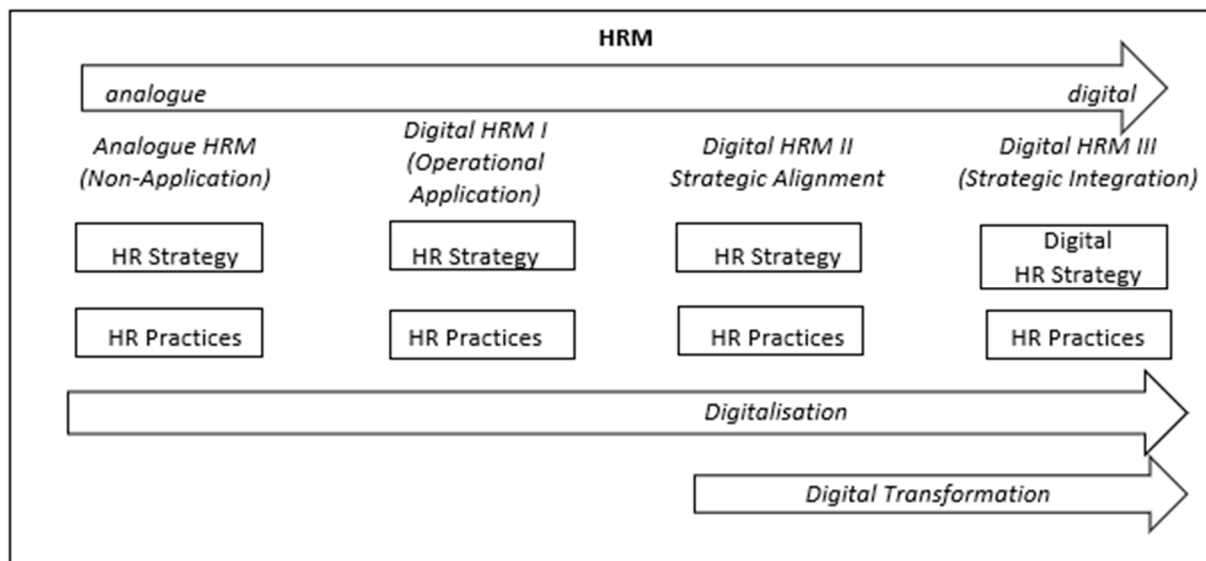 HRM
analogue
digital
Analogue HRM
(Non-Application)
Digital HRM I
(Operational
Application)
Digital HRM II
Strategic Alignment
Digital HRM III
(Strategic Integration)
HR Strategy
HR Strategy
HR Strategy
Digital
HR Strategy
HR Practices
HR Practices
HR Practices
HR Practices
Digitalisation
Digital Transformation